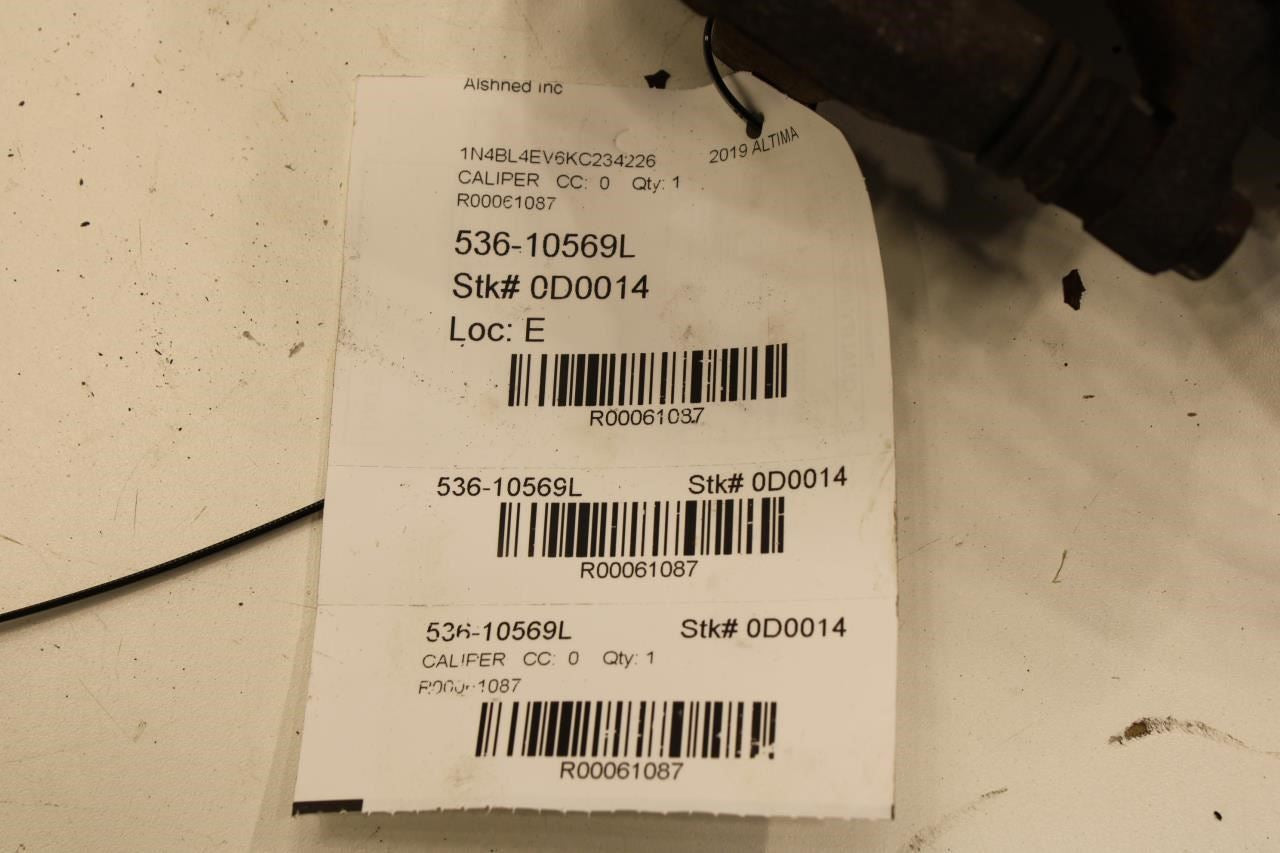 Alshned inc
1N4BL4EV6KC234226 2019 ALTIMA
CALIPER CC: 0 Qty: 1
R00061087
536-10569L
Stk# 0D0014
Loc: E
R00061087
536-10569L Stk# 0D0014
R00061087
536-10569L Stk# 0D0014
CALIPER CC: 0 Qty: 1
R00061087
R00061087